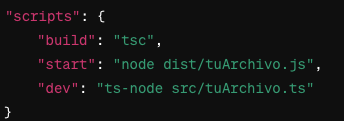 "scripts": {
    "build": "tsc",
    "start": "node dist/tuArchivo.js",
    "dev": "ts-node src/tuArchivo.ts"
}